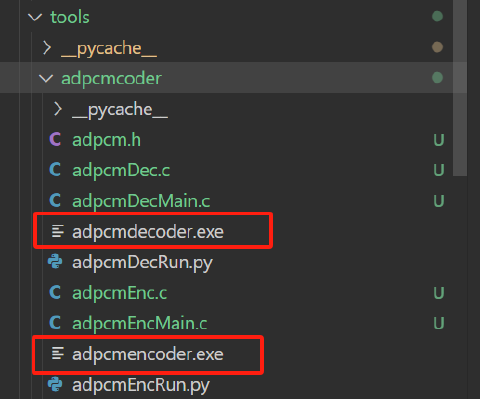 tools
__pycache__
adpcmcoder
__pycache__
C adpcm.h U
C adpcmDec.c U
C adpcmDecMain.c U
adpcmdecoder.exe
adpcmDecRun.py
C adpcmEnc.c U
C adpcmEncMain.c U
adpcmencoder.exe
adpcmEncRun.py